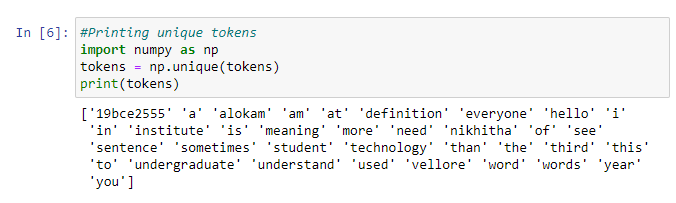 In [6]: #Printing unique tokens
import numpy as np
tokens = np.unique(tokens)
print(tokens)
['19bce2555' 'a' 'alokam' 'am' 'at' 'definition' 'everyone' 'hello' 'i'
'in' 'institute' 'is' 'meaning' 'more' 'need' 'nikhitha' 'of' 'see'
'sentence' 'sometimes' 'student' 'technology' 'than' 'the' 'third' 'this'
'to' 'undergraduate' 'understand' 'used' 'vellore' 'word' 'words' 'year'
'you']